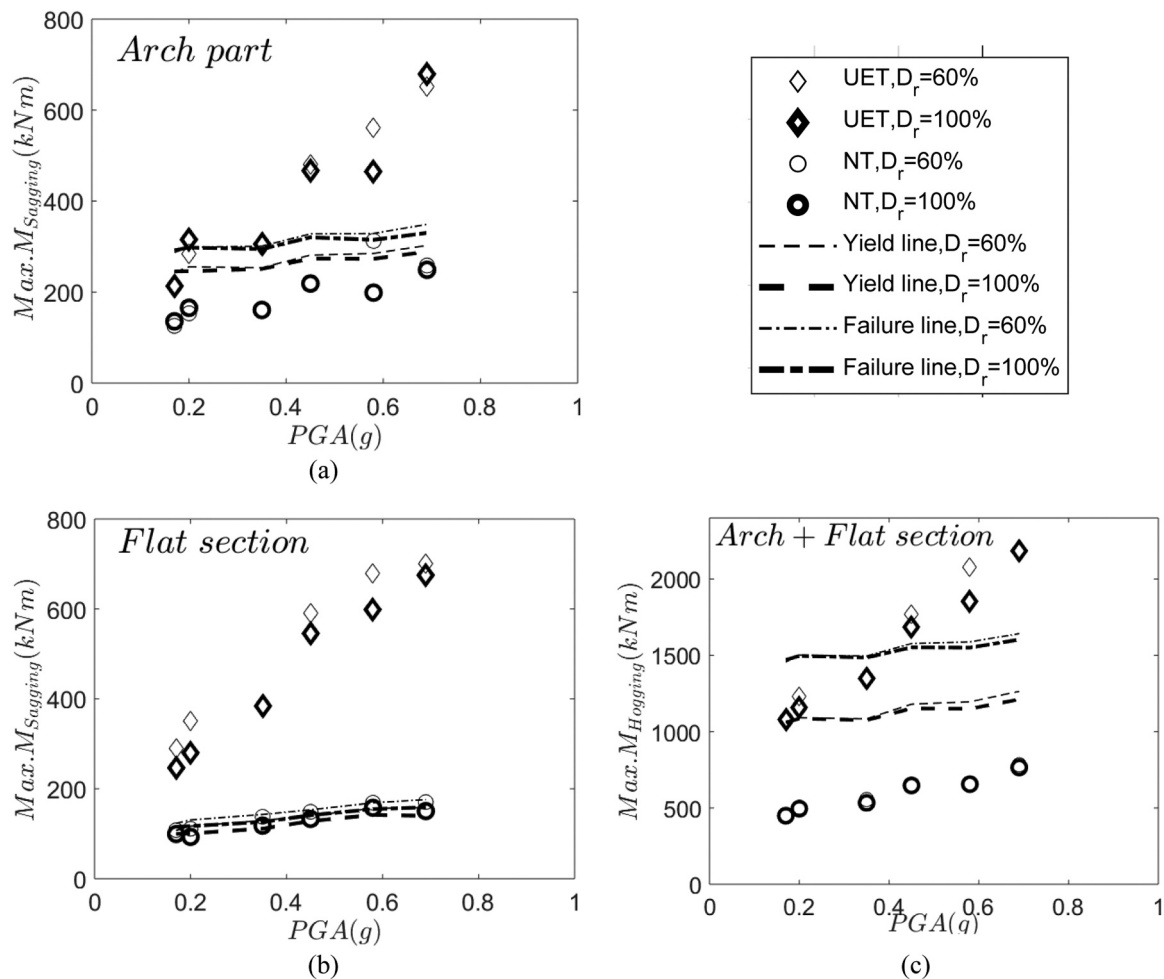 Arch part
Max.M_Sagging(kNm)
800
600
400
200
0
0 0.2 0.4 0.6 0.8 1
PGA(g)
(a)
UET,D_r=60%
UET,D_r=100%
NT,D_r=60%
NT,D_r=100%
Yield line,D_r=60%
Yield line,D_r=100%
Failure line,D_r=60%
Failure line,D_r=100%
Flat section
Max.M_Sagging(kNm)
800
600
400
200
0
0 0.2 0.4 0.6 0.8 1
PGA(g)
(b)
Arch + Flat section
Max.M_Hogging(kNm)
2000
1500
1000
500
0
0 0.2 0.4 0.6 0.8 1
PGA(g)
(c)